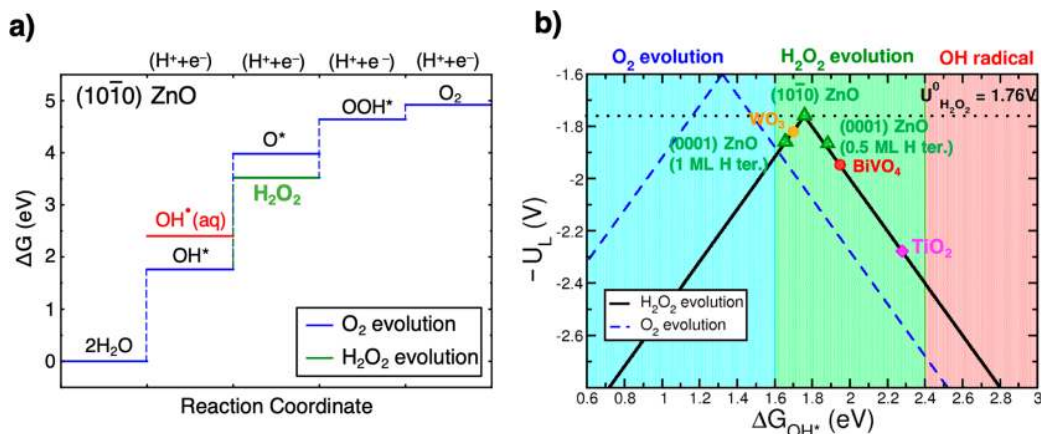 a)
(H⁺+e⁻) (H⁺+e⁻) (H⁺+e⁻) (H⁺+e⁻)
(101̄0) ZnO
O₂
OOH*
O*
H₂O₂
OH•(aq)
OH*
2H₂O
5
4
3
2
1
0
ΔG (eV)
O₂ evolution
H₂O₂ evolution
Reaction Coordinate
b)
O₂ evolution H₂O₂ evolution OH radical
-1.6
-1.8
-2
-2.2
-2.4
-2.6
− U_L (V)
(101̄0) ZnO
U⁰_H₂O₂ = 1.76V
WO₃
(0001) ZnO
(1 ML H ter.)
(0001) ZnO
(0.5 ML H ter.)
BiVO₄
TiO₂
H₂O₂ evolution
O₂ evolution
0.6 0.8 1 1.2 1.4 1.6 1.8 2 2.2 2.4 2.6 2.8 3
ΔG_OH* (eV)